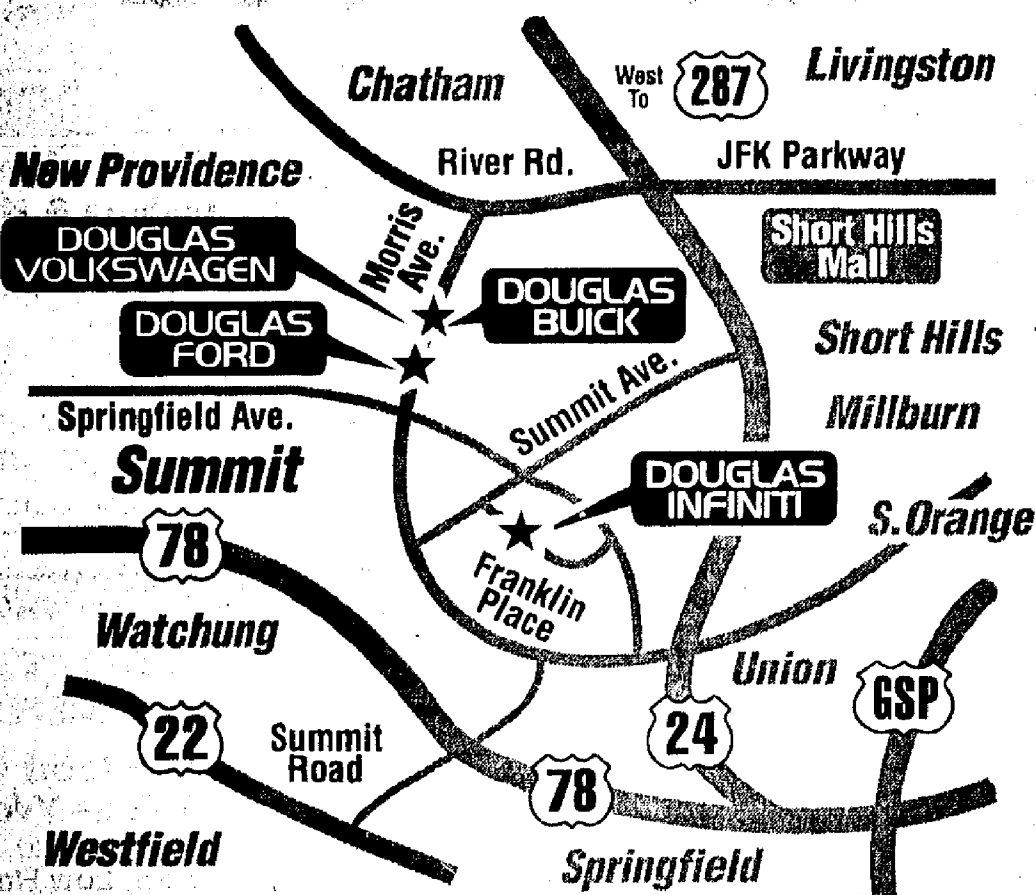 Chatham
West
To
287
Livingston
New Providence
River Rd.
JFK Parkway
Morris
Ave.
Short Hills
Mall
DOUGLAS
VOLKSWAGEN
DOUGLAS
BUICK
DOUGLAS
FORD
Short Hills
Summit Ave.
Springfield Ave.
Millburn
Summit
DOUGLAS
INFINITI
S. Orange
78
Franklin
Place
Watchung
Union
GSP
22
Summit
Road
24
78
Westfield
Springfield